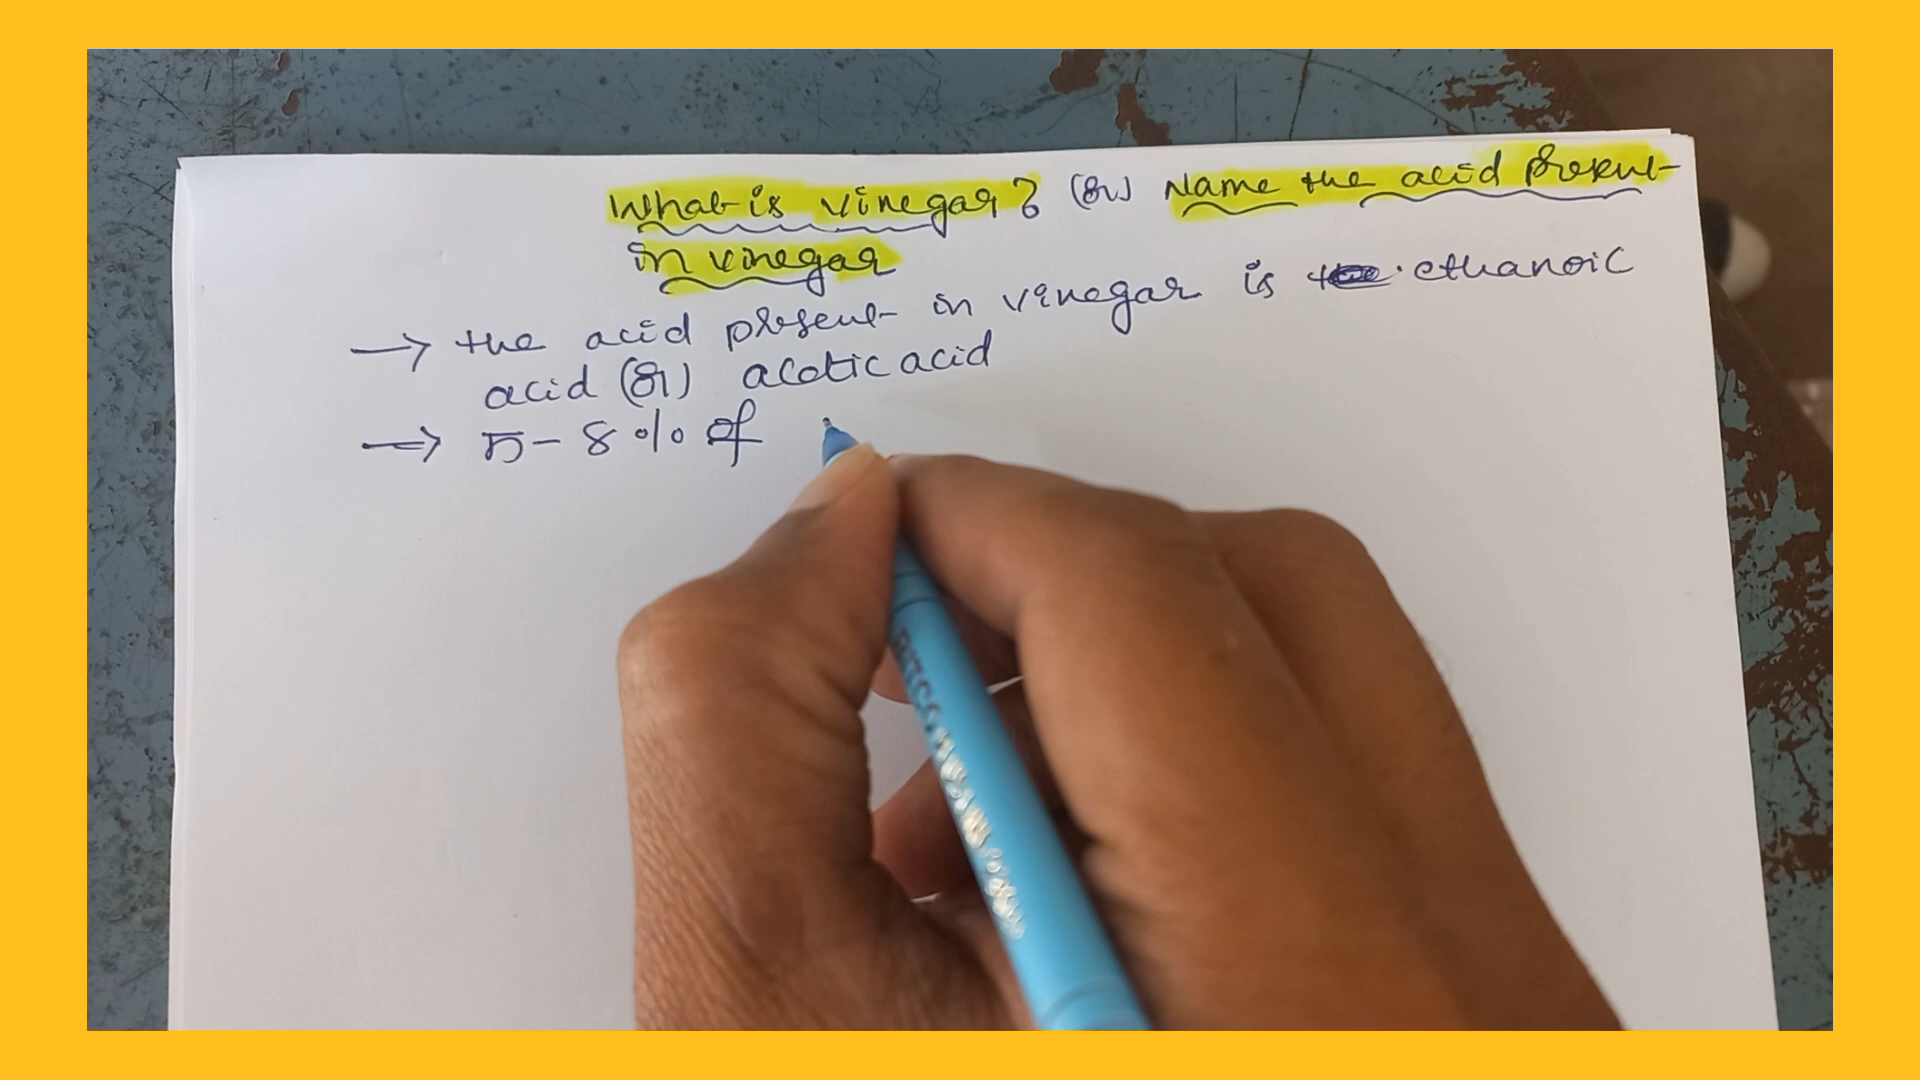 What is vinegar? (or) Name the acid present
in vinegar
→ the acid present in vinegar is the ethanoic
acid (or) acetic acid
→ 5-8% of